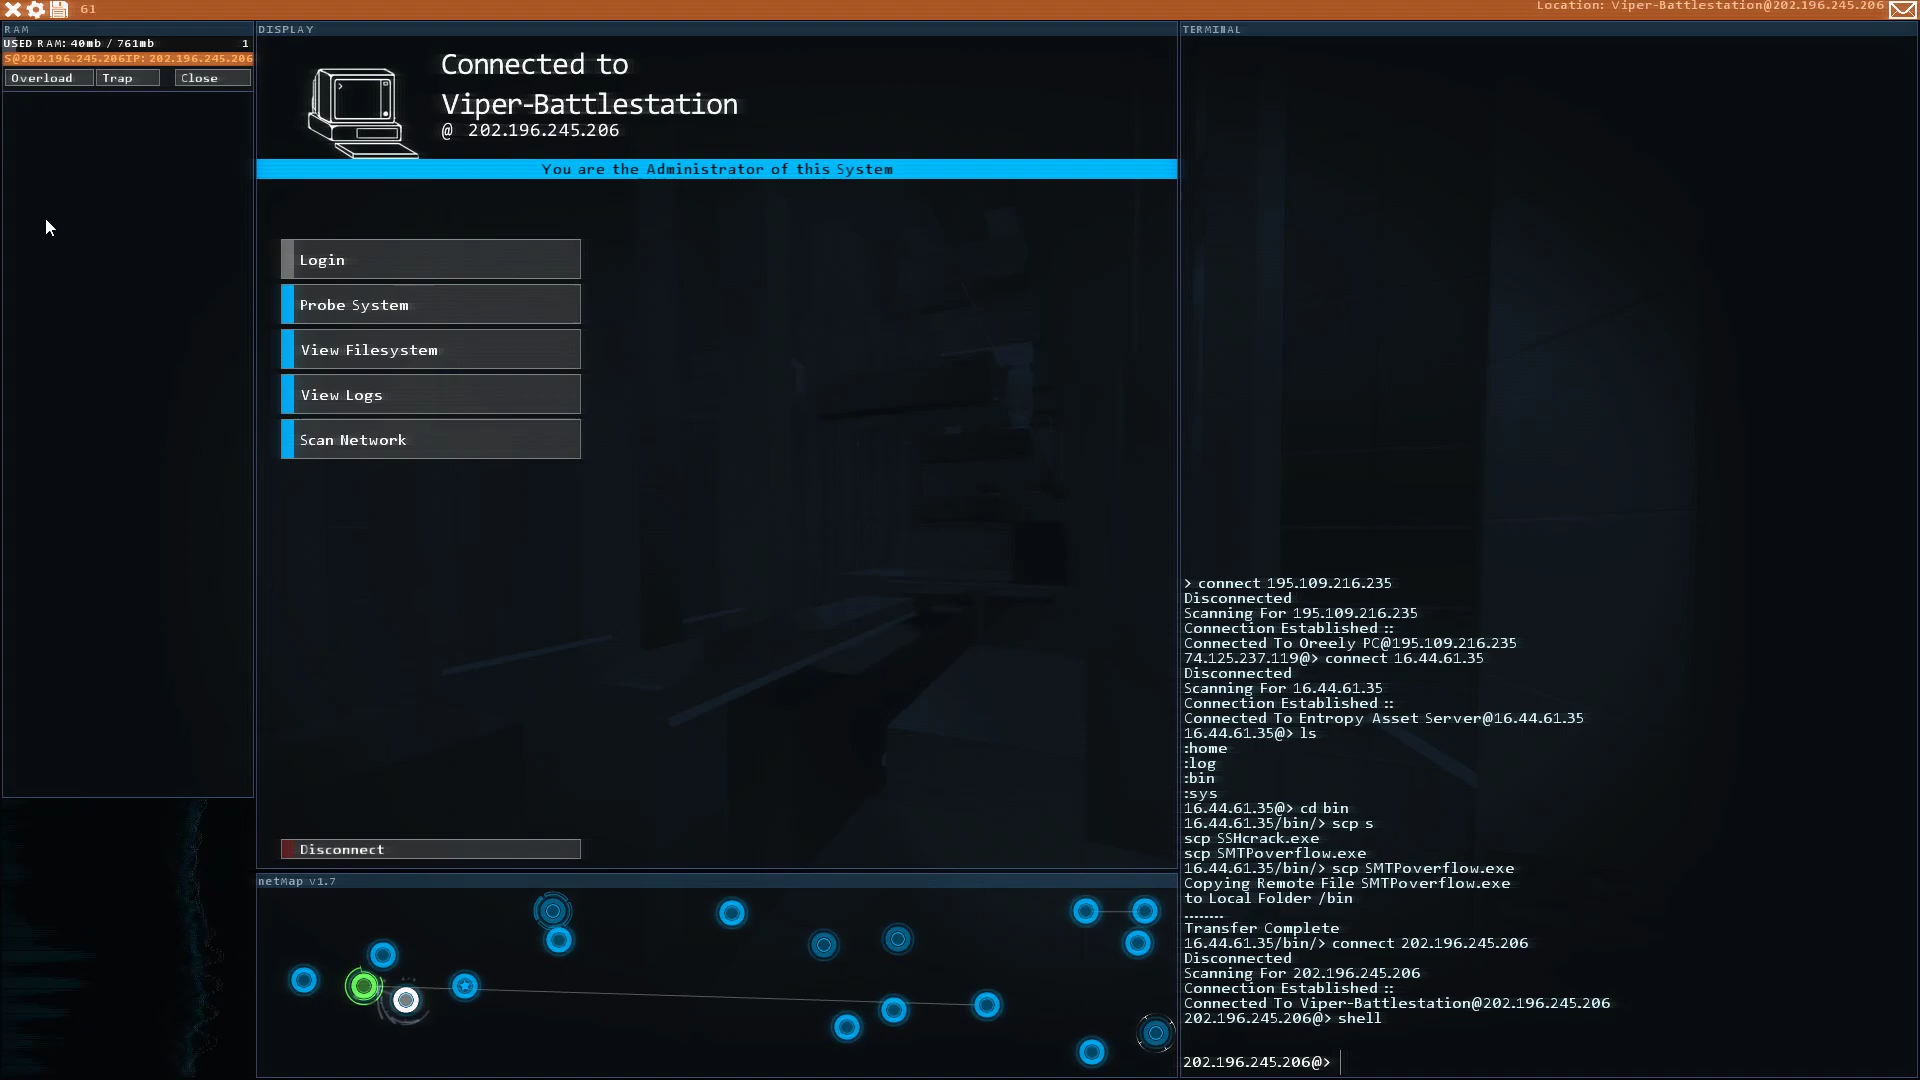 61
Location: Viper-Battlestation@202.196.245.206
RAM
USED RAM: 40mb / 761mb 1
S@202.196.245.206IP: 202.196.245.206
Overload Trap Close
DISPLAY
Connected to
Viper-Battlestation
@ 202.196.245.206
You are the Administrator of this System
Login
Probe System
View Filesystem
View Logs
Scan Network
Disconnect
netMap v1.7
TERMINAL
> connect 195.109.216.235
Disconnected
Scanning For 195.109.216.235
Connection Established ::
Connected To Oreely PC@195.109.216.235
74.125.237.119@> connect 16.44.61.35
Disconnected
Scanning For 16.44.61.35
Connection Established ::
Connected To Entropy Asset Server@16.44.61.35
16.44.61.35@> ls
:home
:log
:bin
:sys
16.44.61.35@> cd bin
16.44.61.35/bin/> scp s
scp SSHcrack.exe
scp SMTPoverflow.exe
16.44.61.35/bin/> scp SMTPoverflow.exe
Copying Remote File SMTPoverflow.exe
to Local Folder /bin
........
Transfer Complete
16.44.61.35/bin/> connect 202.196.245.206
Disconnected
Scanning For 202.196.245.206
Connection Established ::
Connected To Viper-Battlestation@202.196.245.206
202.196.245.206@> shell
202.196.245.206@>